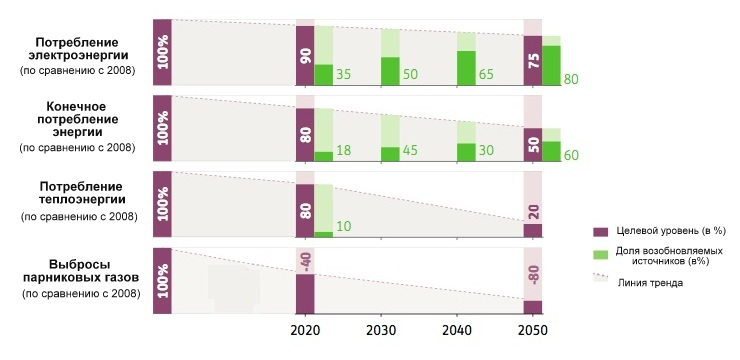 Потребление
электроэнергии
(по сравнению с 2008)
100%
90
35
50
65
75
80
Конечное
потребление
энергии
(по сравнению с 2008)
100%
80
18
45
30
50
60
Потребление
теплоэнергии
(по сравнению с 2008)
100%
80
10
20
Выбросы
парниковых газов
(по сравнению с 2008)
100%
-40
-80
2020
2030
2040
2050
Целевой уровень (в %)
Доля возобновляемых
источников (в%)
Линия тренда